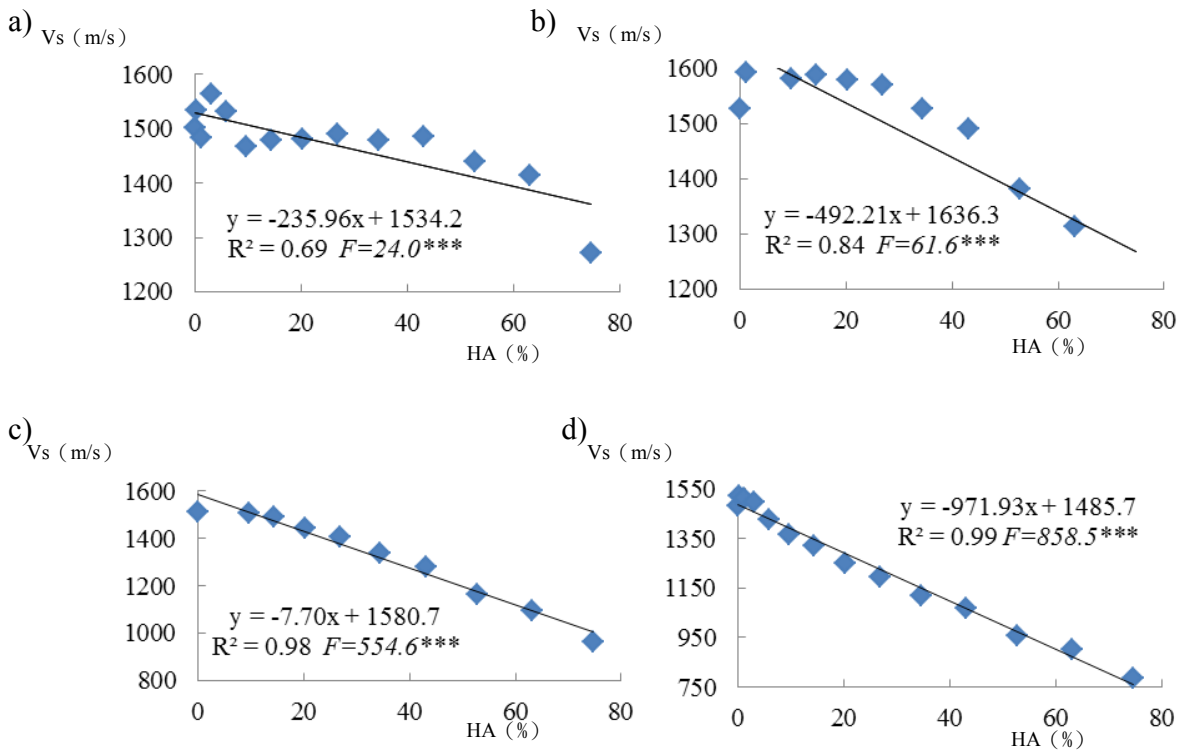 a)
Vs（m/s）
1600
1500
1400
1300
1200
y = -235.96x + 1534.2
R² = 0.69 F=24.0***
0 20 40 60 80
HA（%）
b)
Vs（m/s）
1600
1500
1400
1300
1200
y = -492.21x + 1636.3
R² = 0.84 F=61.6***
0 20 40 60 80
HA（%）
c)
Vs（m/s）
1600
1400
1200
1000
800
y = -7.70x + 1580.7
R² = 0.98 F=554.6***
0 20 40 60 80
HA（%）
d)
Vs（m/s）
1550
1350
1150
950
750
y = -971.93x + 1485.7
R² = 0.99 F=858.5***
0 20 40 60 80
HA（%）